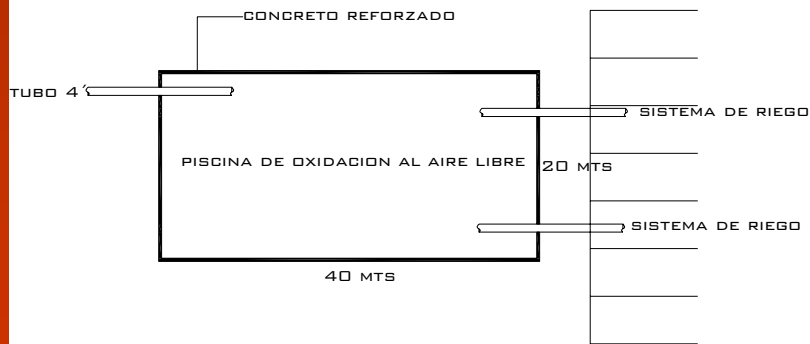 CONCRETO REFORZADO
TUBO 4´
SISTEMA DE RIEGO
PISCINA DE OXIDACION AL AIRE LIBRE
20 MTS
SISTEMA DE RIEGO
40 MTS